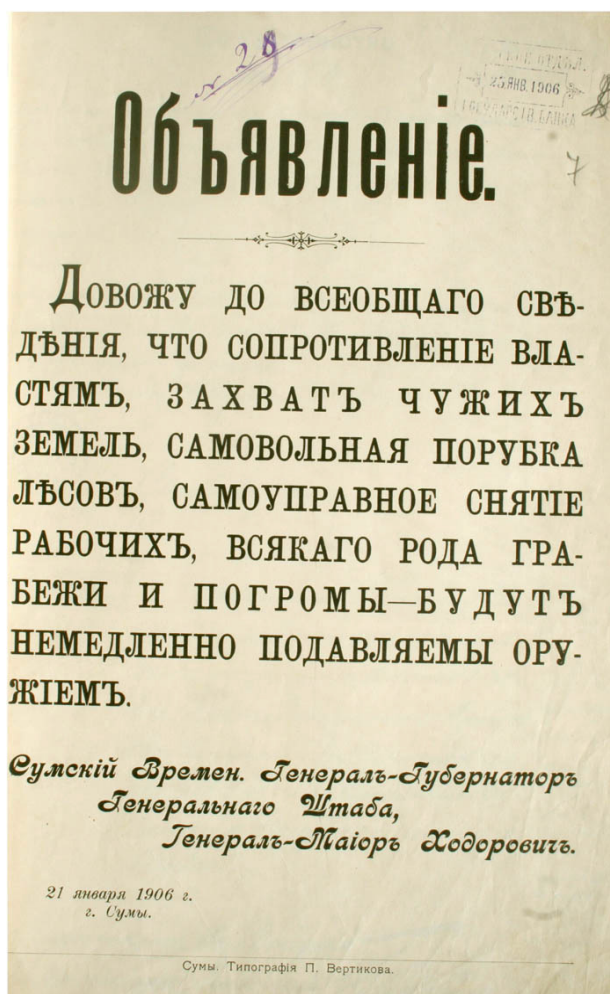 № 28
25 ЯНВ. 1906
7
Объявленіе.
Довожу до всеобщаго свѣ-
дѣнія, что сопротивленіе вла-
стямъ, захватъ чужихъ
земель, самовольная порубка
лѣсовъ, самоуправное снятіе
рабочихъ, всякаго рода гра-
бежи и погромы—будутъ
немедленно подавляемы ору-
жіемъ.
Сумскій Времен. Генералъ-Губернаторъ
Генеральнаго Штаба,
Генералъ-Маіоръ Ходоровичъ.
21 января 1906 г.
г. Сумы.
Сумы. Типографія П. Вертикова.